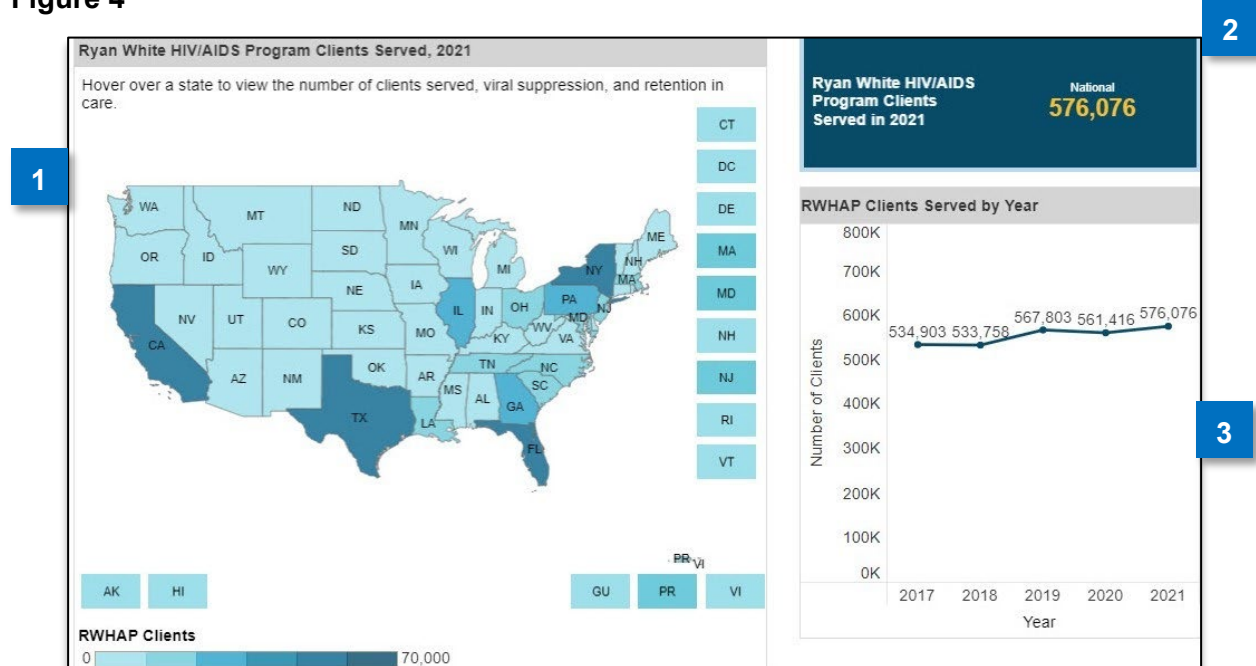 Figure 4
2
Ryan White HIV/AIDS Program Clients Served, 2021
Hover over a state to view the number of clients served, viral suppression, and retention in
care.
1
CT
DC
DE
MA
MD
NH
NJ
RI
VT
WA
MT
ND
MN
ME
OR
ID
SD
WI
MI
NY
NH
MA
WY
NE
IA
IL
IN
OH
PA
NJ
MD
NV
UT
CO
KS
MO
KY
WV
VA
CA
AZ
NM
OK
AR
TN
NC
SC
MS
AL
GA
TX
LA
FL
PR
VI
AK
HI
GU
PR
VI
RWHAP Clients
0
70,000
Ryan White HIV/AIDS
Program Clients
Served in 2021
National
576,076
RWHAP Clients Served by Year
800K
700K
600K
500K
400K
300K
200K
100K
0K
Number of Clients
534,903
533,758
567,803
561,416
576,076
2017
2018
2019
2020
2021
Year
3